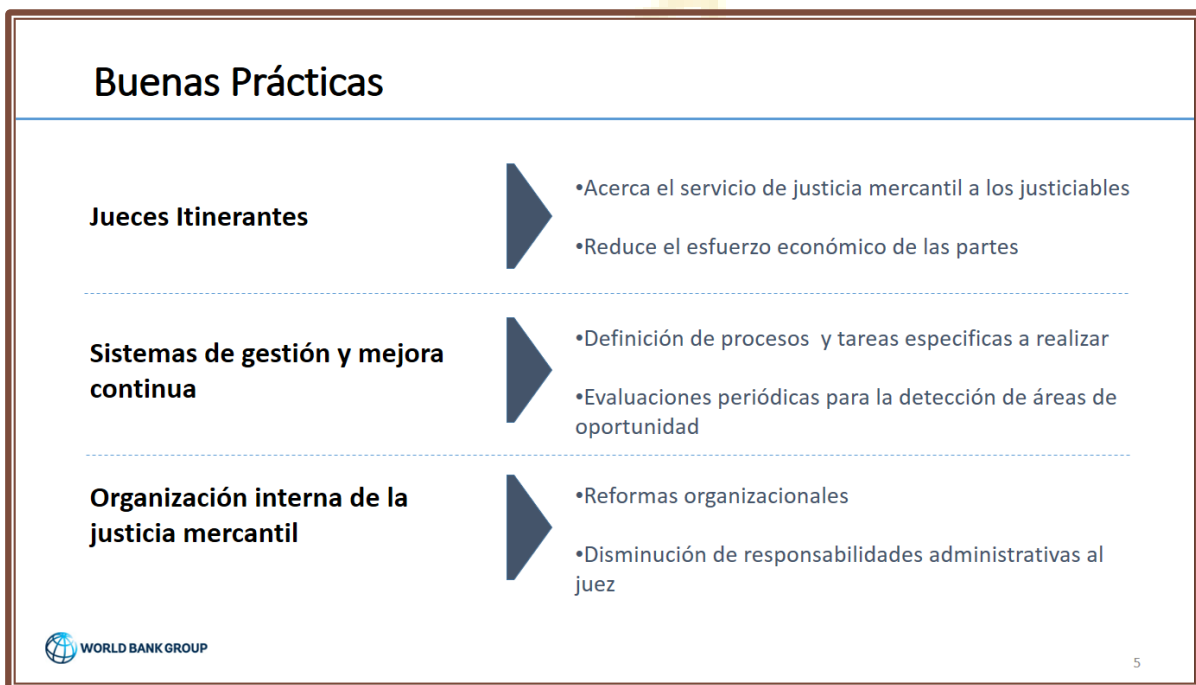 Buenas Prácticas
Jueces Itinerantes
•Acerca el servicio de justicia mercantil a los justiciables
•Reduce el esfuerzo económico de las partes
Sistemas de gestión y mejora
continua
•Definición de procesos  y tareas especificas a realizar
•Evaluaciones periódicas para la detección de áreas de
oportunidad
Organización interna de la
justicia mercantil
•Reformas organizacionales
•Disminución de responsabilidades administrativas al
juez
WORLD BANK GROUP
5